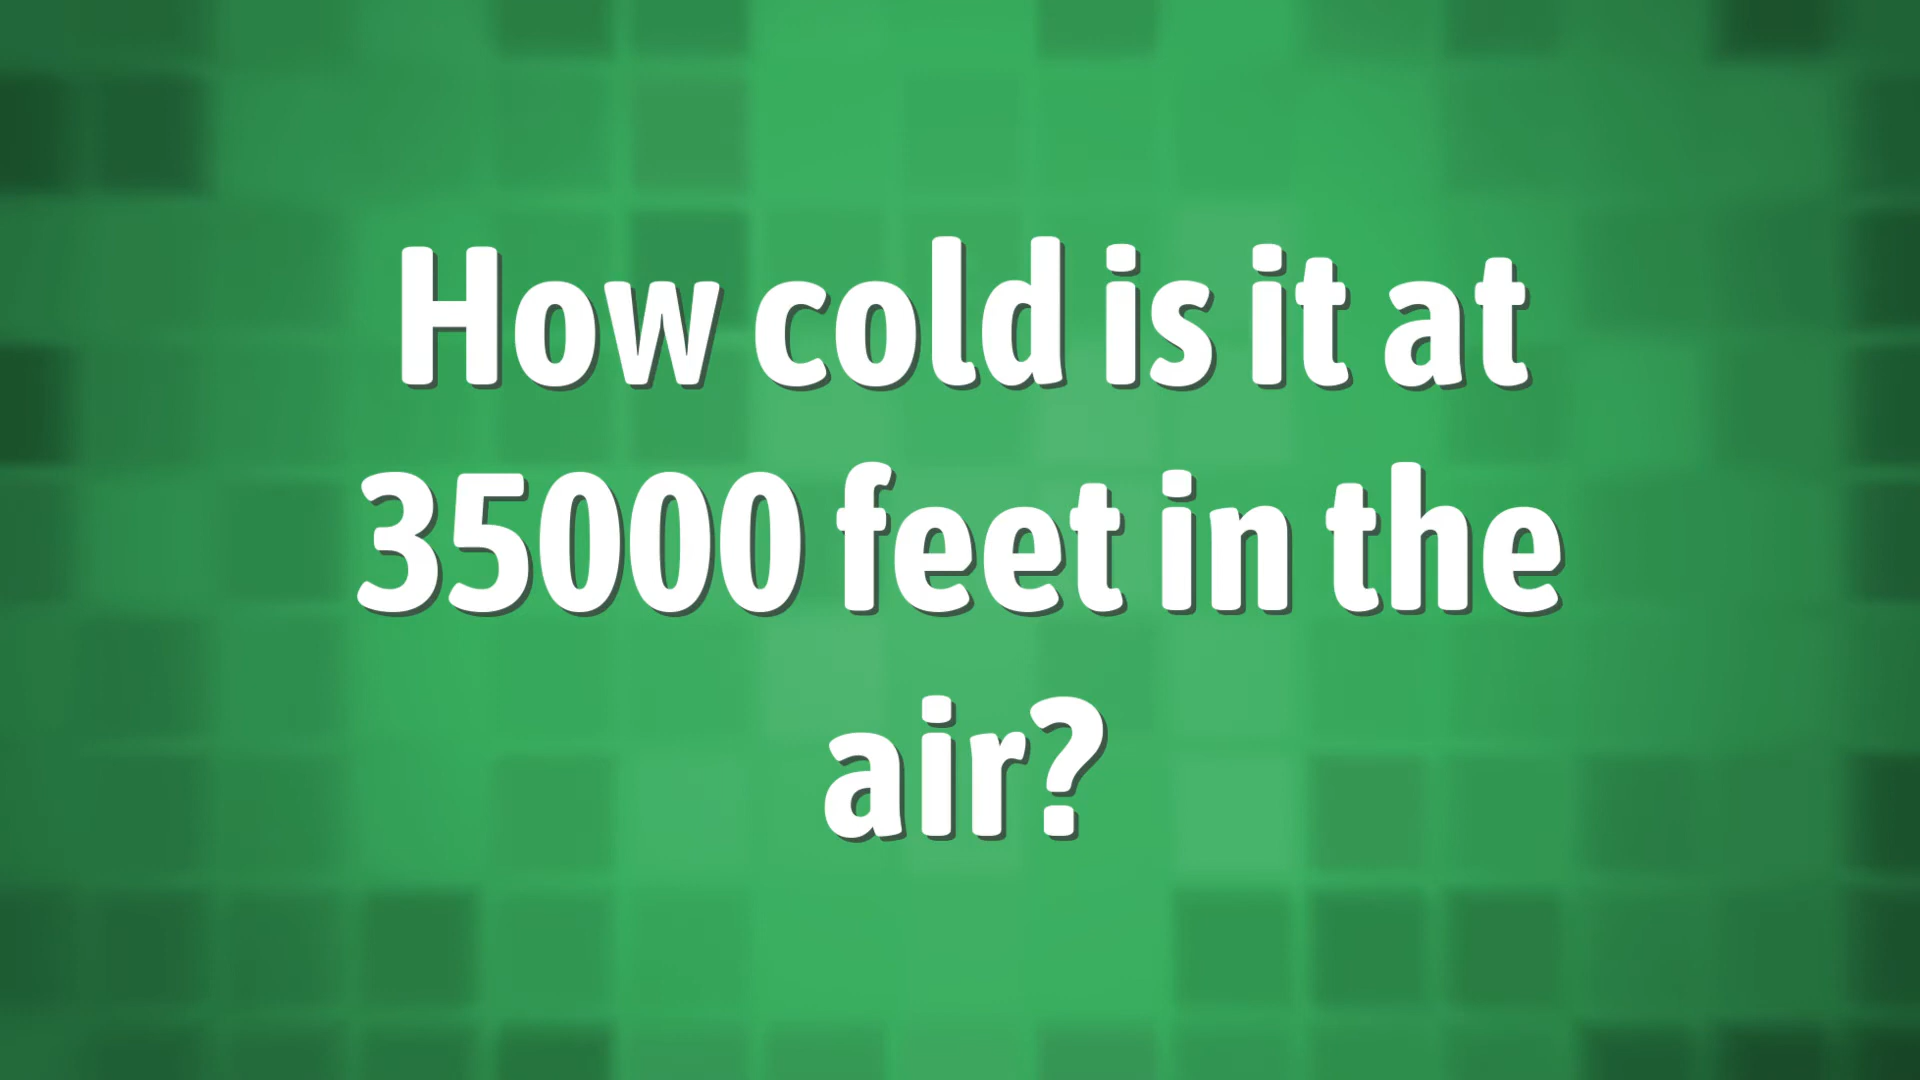 How cold is it at
35000 feet in the
air?